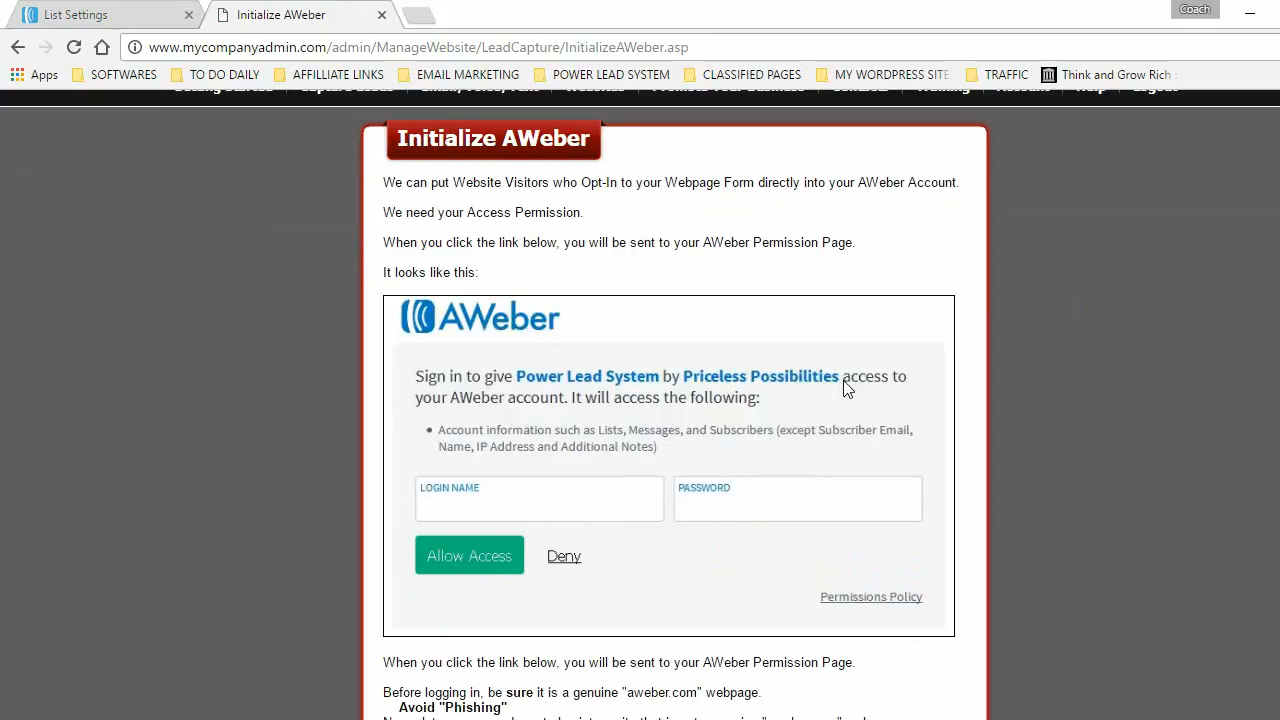 List Settings
Initialize AWeber
Coach
www.mycompanyadmin.com/admin/ManageWebsite/LeadCapture/InitializeAWeber.asp
Apps SOFTWARES TO DO DAILY AFFILLIATE LINKS EMAIL MARKETING POWER LEAD SYSTEM CLASSIFIED PAGES MY WORDPRESS SITE TRAFFIC Think and Grow Rich
Initialize AWeber
We can put Website Visitors who Opt-In to your Webpage Form directly into your AWeber Account.
We need your Access Permission.
When you click the link below, you will be sent to your AWeber Permission Page.
It looks like this:
AWeber
Sign in to give Power Lead System by Priceless Possibilities access to
your AWeber account. It will access the following:
• Account information such as Lists, Messages, and Subscribers (except Subscriber Email,
Name, IP Address and Additional Notes)
LOGIN NAME PASSWORD
Allow Access Deny
Permissions Policy
When you click the link below, you will be sent to your AWeber Permission Page.
Before logging in, be sure it is a genuine "aweber.com" webpage.
Avoid "Phishing"